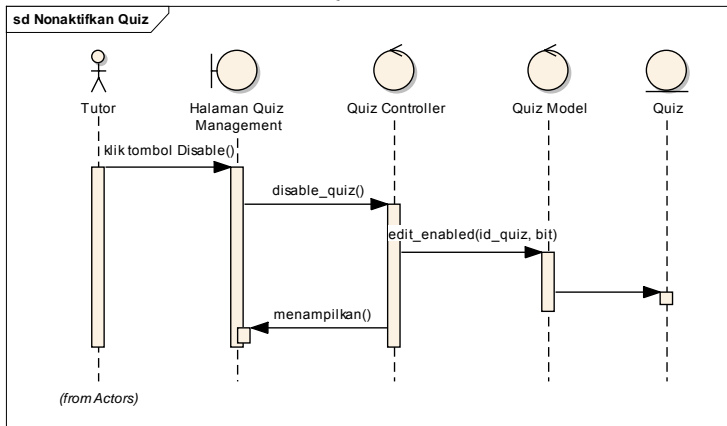 sd Nonaktifkan Quiz
Tutor
Halaman Quiz
Management
Quiz Controller
Quiz Model
Quiz
klik tombol Disable()
disable_quiz()
edit_enabled(id_quiz, bit)
menampilkan()
(from Actors)